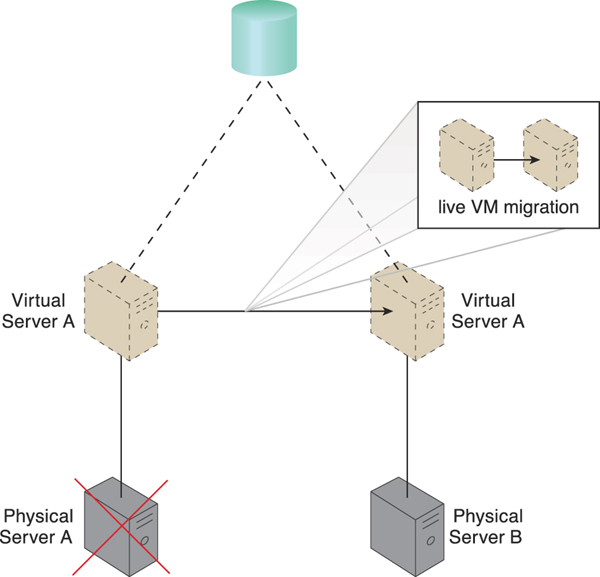 live VM migration
Virtual
Server A
Virtual
Server A
Physical
Server A
Physical
Server B